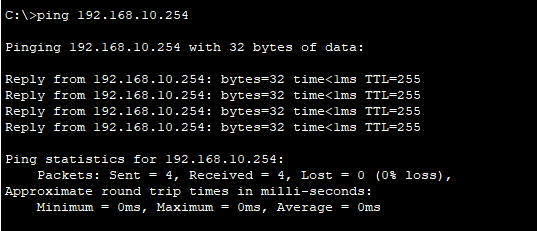 C:\>ping 192.168.10.254
Pinging 192.168.10.254 with 32 bytes of data:
Reply from 192.168.10.254: bytes=32 time<1ms TTL=255
Reply from 192.168.10.254: bytes=32 time<1ms TTL=255
Reply from 192.168.10.254: bytes=32 time<1ms TTL=255
Reply from 192.168.10.254: bytes=32 time<1ms TTL=255
Ping statistics for 192.168.10.254:
    Packets: Sent = 4, Received = 4, Lost = 0 (0% loss),
Approximate round trip times in milli-seconds:
    Minimum = 0ms, Maximum = 0ms, Average = 0ms